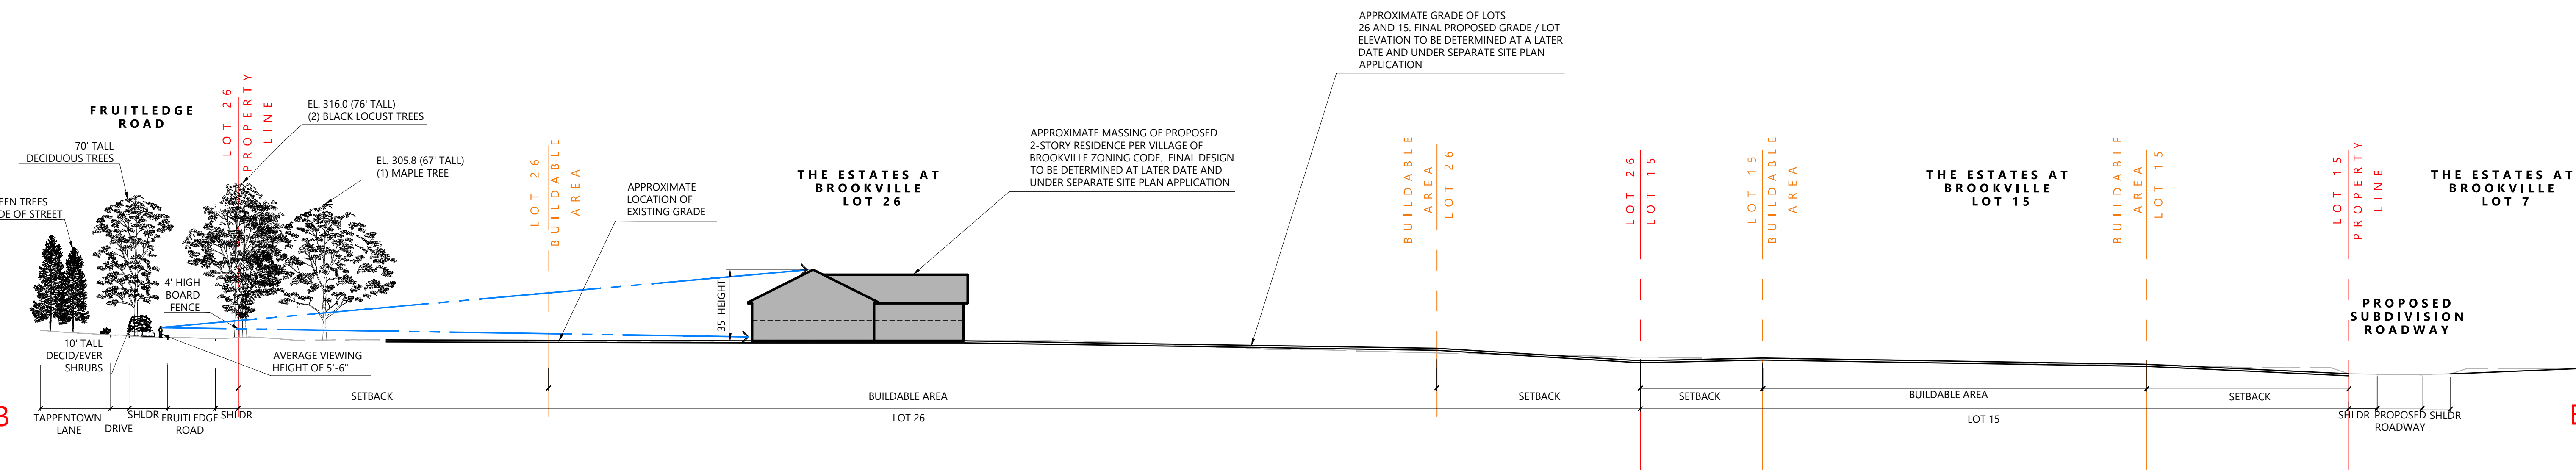 FRUITLEDGE
ROAD
70' TALL
DECIDUOUS TREES
EEN TREES
DE OF STREET
LOT 26
PROPERTY
LINE
EL. 316.0 (76' TALL)
(2) BLACK LOCUST TREES
EL. 305.8 (67' TALL)
(1) MAPLE TREE
4' HIGH
BOARD
FENCE
10' TALL
DECID/EVER
SHRUBS
AVERAGE VIEWING
HEIGHT OF 5'-6"
LOT 26
BUILDABLE
AREA
APPROXIMATE
LOCATION OF
EXISTING GRADE
THE ESTATES AT
BROOKVILLE
LOT 26
35' HEIGHT
APPROXIMATE MASSING OF PROPOSED
2-STORY RESIDENCE PER VILLAGE OF
BROOKVILLE ZONING CODE. FINAL DESIGN
TO BE DETERMINED AT LATER DATE AND
UNDER SEPARATE SITE PLAN APPLICATION
APPROXIMATE GRADE OF LOTS
26 AND 15. FINAL PROPOSED GRADE / LOT
ELEVATION TO BE DETERMINED AT A LATER
DATE AND UNDER SEPARATE SITE PLAN
APPLICATION
BUILDABLE
AREA
LOT 26
LOT 26
LOT 15
LOT 15
BUILDABLE
AREA
THE ESTATES AT
BROOKVILLE
LOT 15
BUILDABLE
AREA
LOT 15
LOT 15
PROPERTY
LINE
THE ESTATES AT
BROOKVILLE
LOT 7
PROPOSED
SUBDIVISION
ROADWAY
SETBACK
BUILDABLE AREA
SETBACK
SETBACK
BUILDABLE AREA
SETBACK
TAPPENTOWN
LANE
DRIVE
SHLDR
FRUITLEDGE
ROAD
SHLDR
LOT 26
LOT 15
SHLDR
PROPOSED
ROADWAY
SHLDR